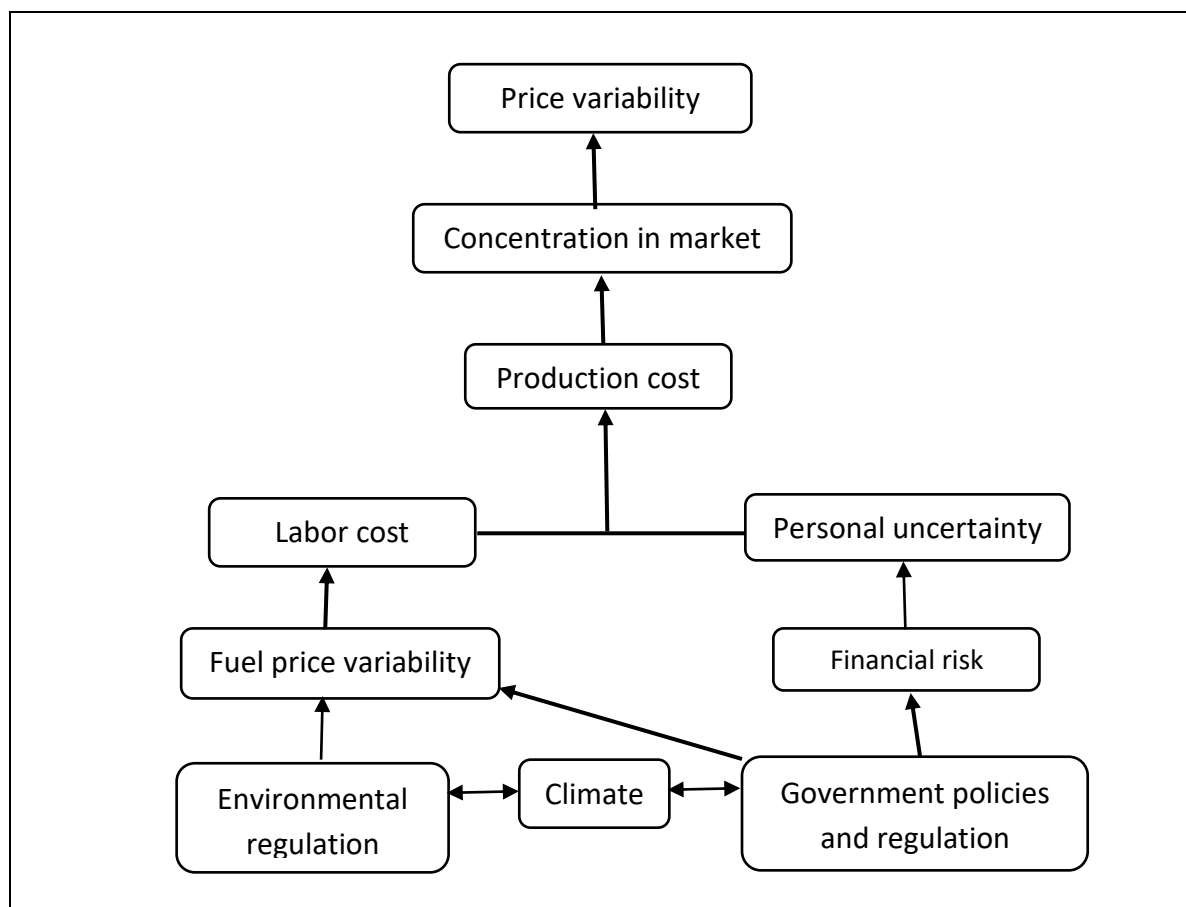 Price variability
Concentration in market
Production cost
Labor cost
Personal uncertainty
Fuel price variability
Financial risk
Environmental
regulation
Climate
Government policies
and regulation